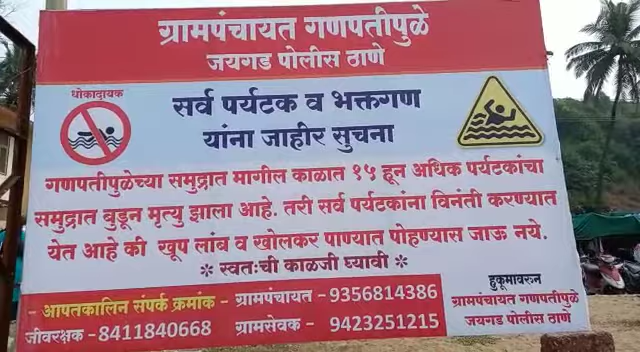 ग्रामपंचायत गणपतीपुळे
जयगड पोलीस ठाणे
धोकादायक
सर्व पर्यटक व भक्तगण
यांना जाहीर सुचना
गणपतीपुळेच्या समुद्रात मागील काळात १५ हून अधिक पर्यटकांचा
समुद्रात बुडून मृत्यु झाला आहे. तरी सर्व पर्यटकांना विनंती करण्यात
येत आहे की खूप लांब व खोलकर पाण्यात पोहण्यास जाऊ नये.
* स्वतःची काळजी घ्यावी *
- आपतकालिन संपर्क क्रमांक - ग्रामपंचायत - 9356814386
जीवरक्षक - 8411840668 ग्रामसेवक - 9423251215
हुकूमावरुन
ग्रामपंचायत गणपतीपुळे
जयगड पोलीस ठाणे